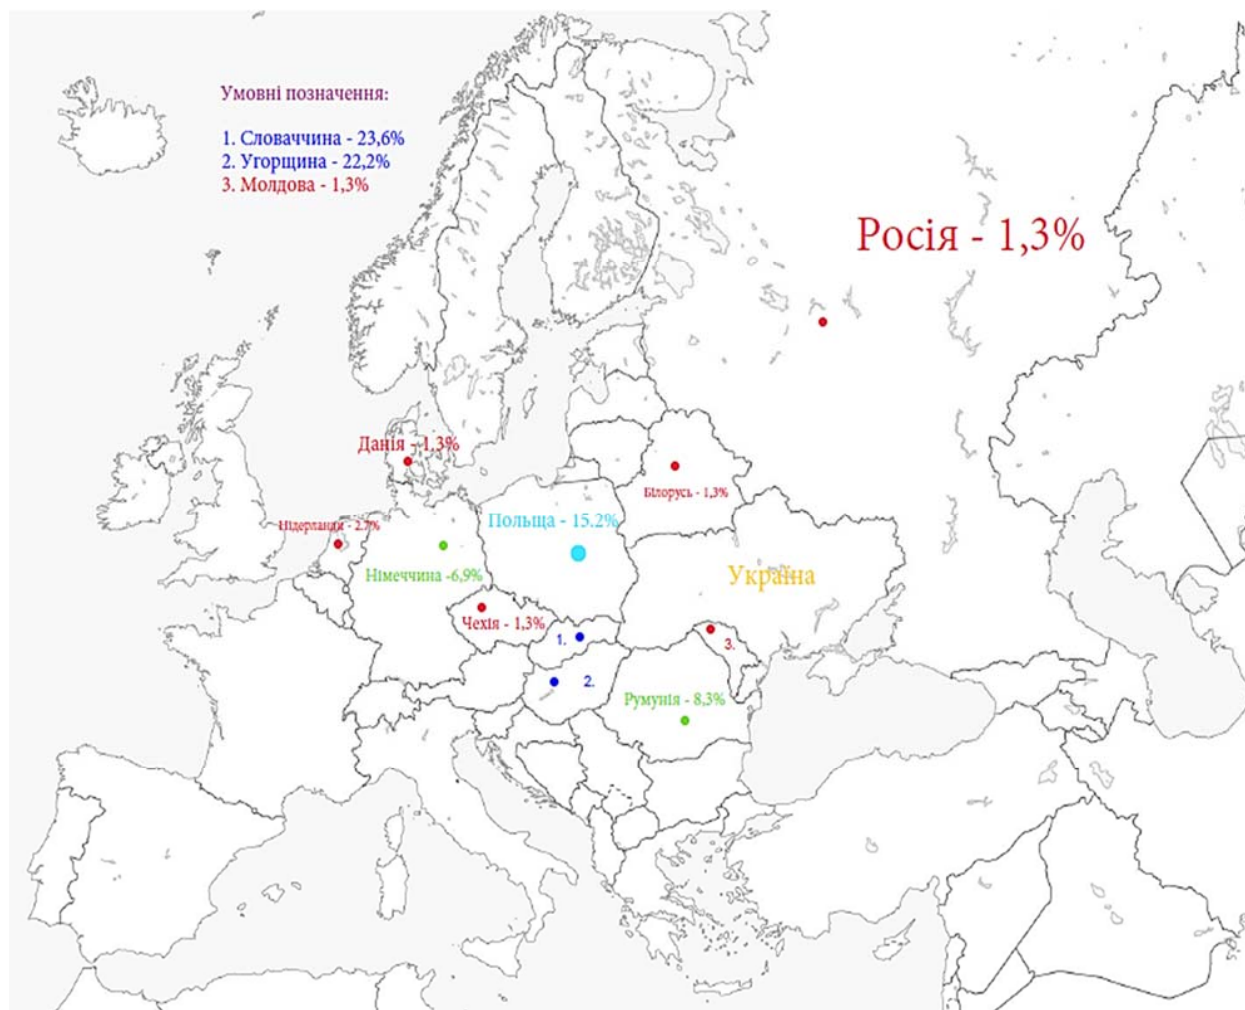 Умовні позначення:
1. Словаччина - 23,6%
2. Угорщина - 22,2%
3. Молдова - 1,3%
Росія - 1,3%
Данія - 1,3%
Білорусь - 1,3%
Нідерланди - 2.7%
Польща - 15.2%
Німеччина -6,9%
Україна
Чехія - 1,3%
1.
3.
2.
Румунія - 8,3%